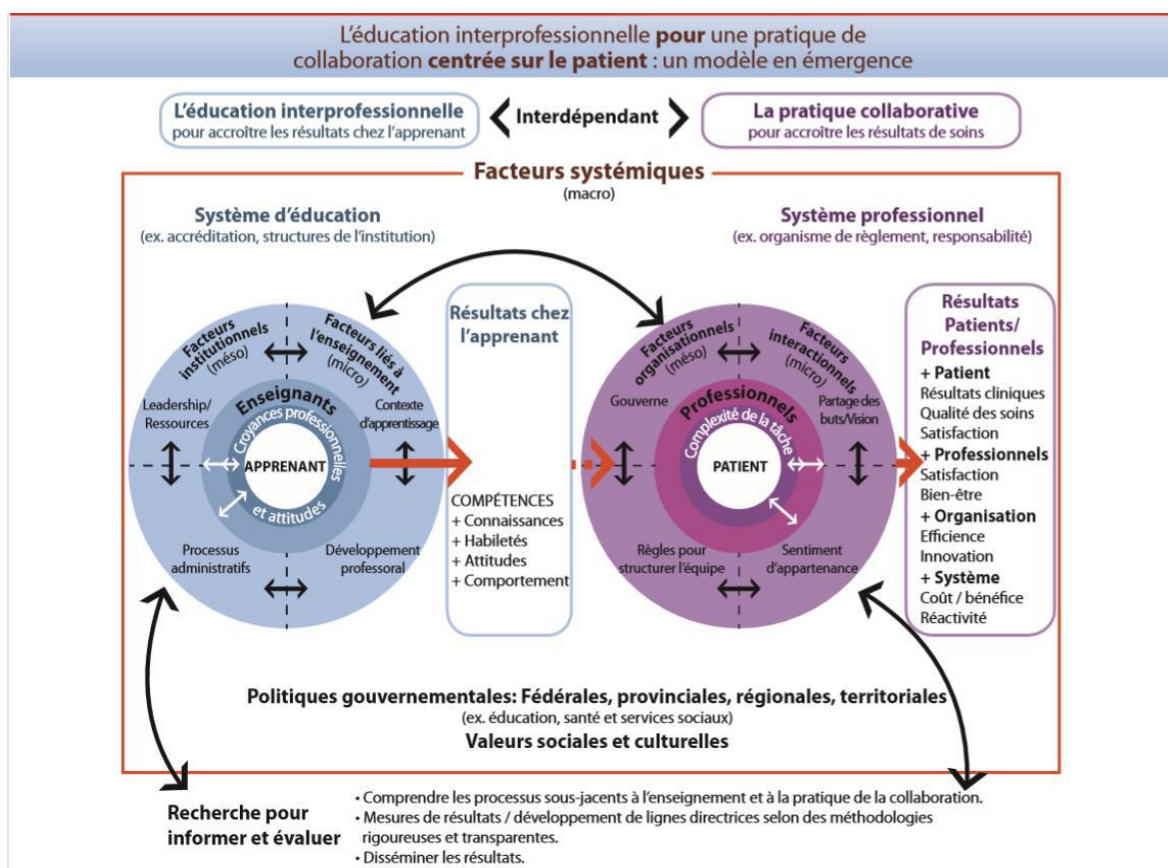 L'éducation interprofessionnelle pour une pratique de
collaboration centrée sur le patient : un modèle en émergence
L'éducation interprofessionnelle
pour accroître les résultats chez l'apprenant
Interdépendant
La pratique collaborative
pour accroître les résultats de soins
Facteurs systémiques
(macro)
Système d'éducation
(ex. accréditation, structures de l'institution)
Système professionnel
(ex. organisme de règlement, responsabilité)
Facteurs
institutionnels
(méso)
Facteurs liés à
l'enseignement
(micro)
Leadership/
Ressources
Enseignants
Croyances professionnelles
et attitudes
APPRENANT
Contexte
d'apprentissage
Processus
administratifs
Développement
professoral
Résultats chez
l'apprenant
COMPÉTENCES
+ Connaissances
+ Habiletés
+ Attitudes
+ Comportement
Facteurs
organisationnels
(méso)
Facteurs
interactionnels
(micro)
Gouverne
Professionnels
Complexité de la tâche
PATIENT
Partage des
buts/Vision
Règles pour
structurer l'équipe
Sentiment
d'appartenance
Résultats
Patients/
Professionnels
+ Patient
Résultats cliniques
Qualité des soins
Satisfaction
+ Professionnels
Satisfaction
Bien-être
+ Organisation
Efficience
Innovation
+ Système
Coût / bénéfice
Réactivité
Politiques gouvernementales: Fédérales, provinciales, régionales, territoriales
(ex. éducation, santé et services sociaux)
Valeurs sociales et culturelles
Recherche pour
informer et évaluer
• Comprendre les processus sous-jacents à l'enseignement et à la pratique de la collaboration.
• Mesures de résultats / développement de lignes directrices selon des méthodologies
rigoureuses et transparentes.
• Disséminer les résultats.